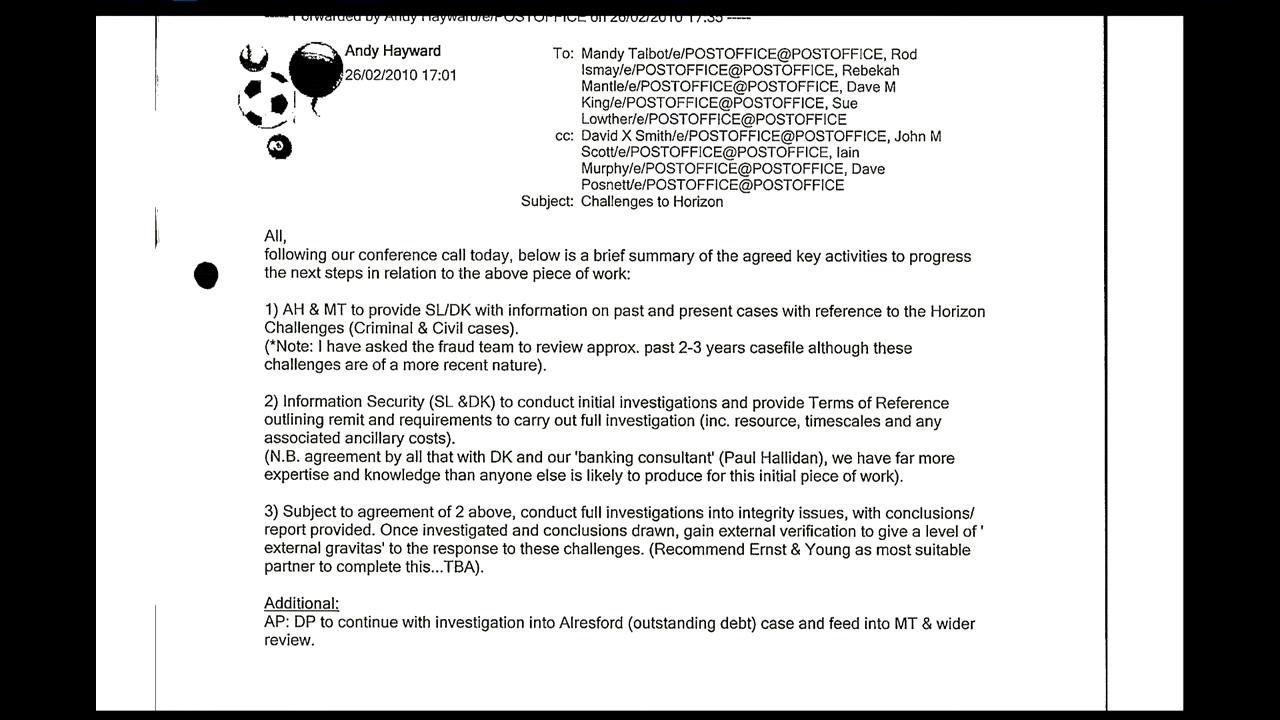 ----- Forwarded by Andy Hayward/e/POSTOFFICE on 26/02/2010 17:35 -----
Andy Hayward
26/02/2010 17:01
To: Mandy Talbot/e/POSTOFFICE@POSTOFFICE, Rod
Ismay/e/POSTOFFICE@POSTOFFICE, Rebekah
Mantle/e/POSTOFFICE@POSTOFFICE, Dave M
King/e/POSTOFFICE@POSTOFFICE, Sue
Lowther/e/POSTOFFICE@POSTOFFICE
cc: David X Smith/e/POSTOFFICE@POSTOFFICE, John M
Scott/e/POSTOFFICE@POSTOFFICE, Iain
Murphy/e/POSTOFFICE@POSTOFFICE, Dave
Posnett/e/POSTOFFICE@POSTOFFICE
Subject: Challenges to Horizon
All,
following our conference call today, below is a brief summary of the agreed key activities to progress
the next steps in relation to the above piece of work:
1) AH & MT to provide SL/DK with information on past and present cases with reference to the Horizon
Challenges (Criminal & Civil cases).
(*Note: I have asked the fraud team to review approx. past 2-3 years casefile although these
challenges are of a more recent nature).
2) Information Security (SL &DK) to conduct initial investigations and provide Terms of Reference
outlining remit and requirements to carry out full investigation (inc. resource, timescales and any
associated ancillary costs).
(N.B. agreement by all that with DK and our 'banking consultant' (Paul Hallidan), we have far more
expertise and knowledge than anyone else is likely to produce for this initial piece of work).
3) Subject to agreement of 2 above, conduct full investigations into integrity issues, with conclusions/
report provided. Once investigated and conclusions drawn, gain external verification to give a level of '
external gravitas' to the response to these challenges. (Recommend Ernst & Young as most suitable
partner to complete this...TBA).
Additional:
AP: DP to continue with investigation into Alresford (outstanding debt) case and feed into MT & wider
review.